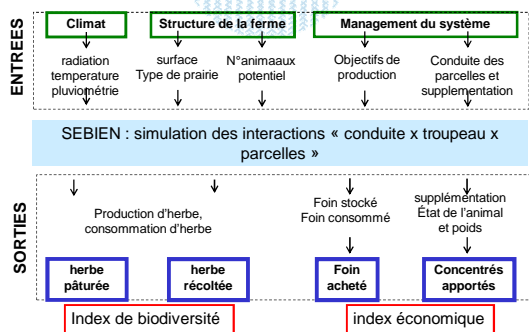 ENTREES
Climat
Structure de la ferme
Management du système
radiation
temperature
pluviométrie
surface
Type de prairie
N°animaaux
potentiel
Objectifs de
production
Conduite des
parcelles et
supplementation
SEBIEN : simulation des interactions « conduite x troupeau x
parcelles »
SORTIES
Production d'herbe,
consommation d'herbe
Foin stocké
Foin consommé
supplémentation
État de l'animal
et poids
herbe
pâturée
herbe
récoltée
Foin
acheté
Concentrés
apportés
Index de biodiversité
index économique